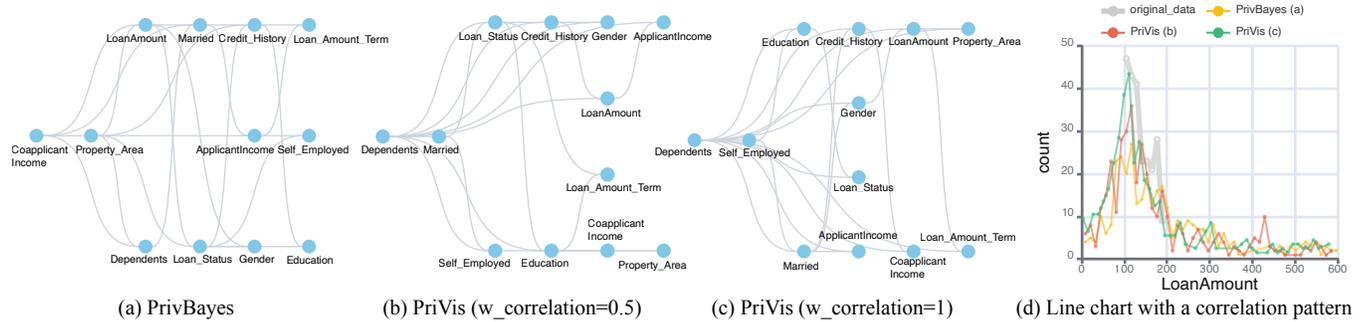 LoanAmount Married Credit_History Loan_Amount_Term
Coapplicant
Income
Property_Area ApplicantIncome Self_Employed
Dependents Loan_Status Gender Education
(a) PrivBayes
Loan_Status Credit_History Gender ApplicantIncome
LoanAmount
Dependents Married
Loan_Amount_Term
Coapplicant
Income
Self_Employed Education Property_Area
(b) PriVis (w_correlation=0.5)
Education Credit_History LoanAmount Property_Area
Gender
Dependents Self_Employed
Loan_Status
ApplicantIncome Loan_Amount_Term
Married Coapplicant
Income
(c) PriVis (w_correlation=1)
original_data PrivBayes (a)
PriVis (b) PriVis (c)
50
40
30
20
10
0
count
0 100 200 300 400 500 600
LoanAmount
(d) Line chart with a correlation pattern